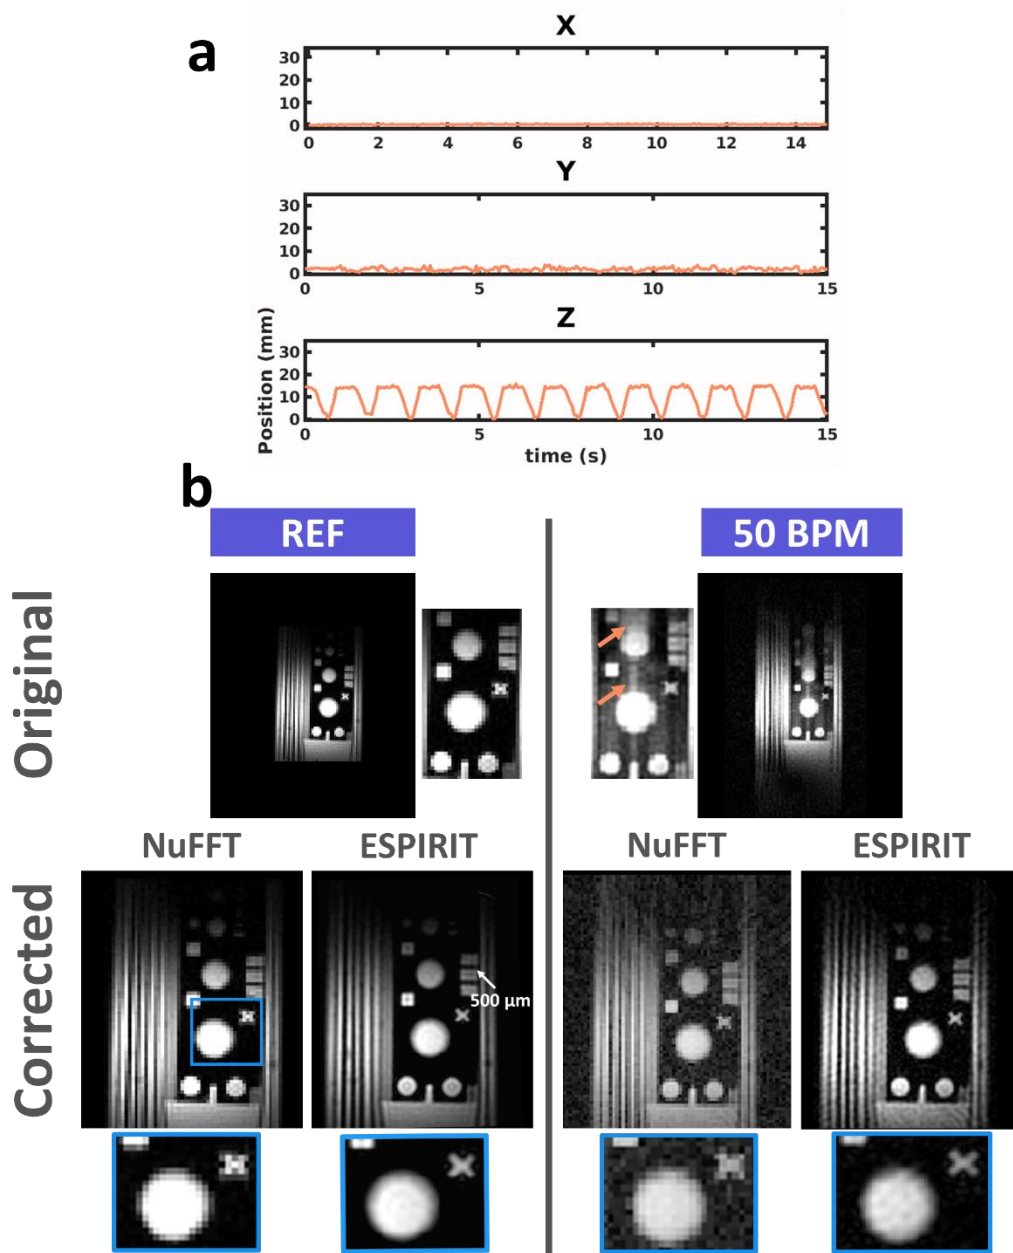 a
X
30
20
10
0
0 2 4 6 8 10 12 14
Y
30
20
10
0
0 5 10 15
Z
Position (mm)
30
20
10
0
0 5 10 15
time (s)
b
REF
50 BPM
Original
NuFFT
ESPIRIT
NuFFT
ESPIRIT
Corrected
500 µm